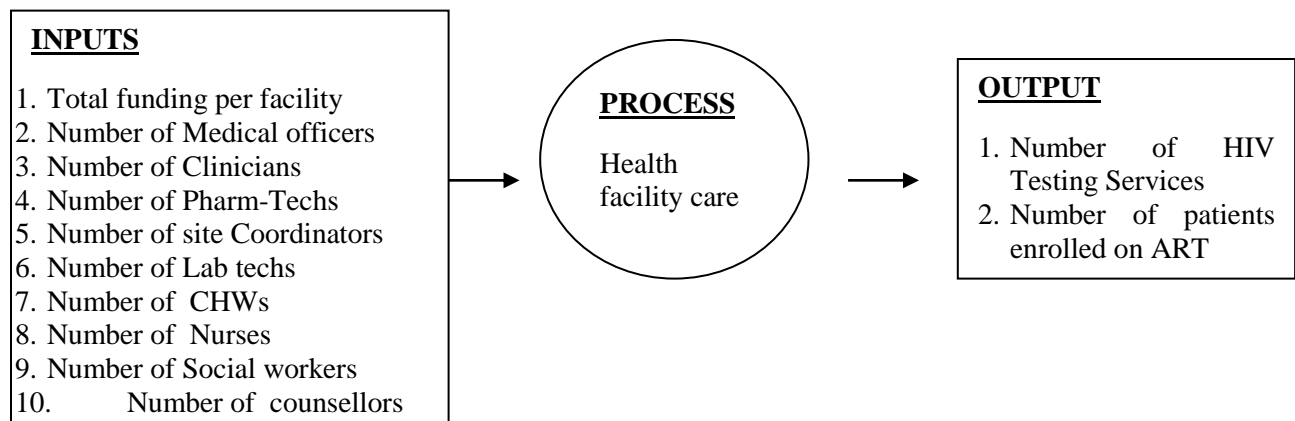 INPUTS
1. Total funding per facility
2. Number of Medical officers
3. Number of Clinicians
4. Number of Pharm-Techs
5. Number of site Coordinators
6. Number of Lab techs
7. Number of CHWs
8. Number of Nurses
9. Number of Social workers
10. Number of counsellors
PROCESS
Health
facility care
OUTPUT
1. Number of HIV
Testing Services
2. Number of patients
enrolled on ART